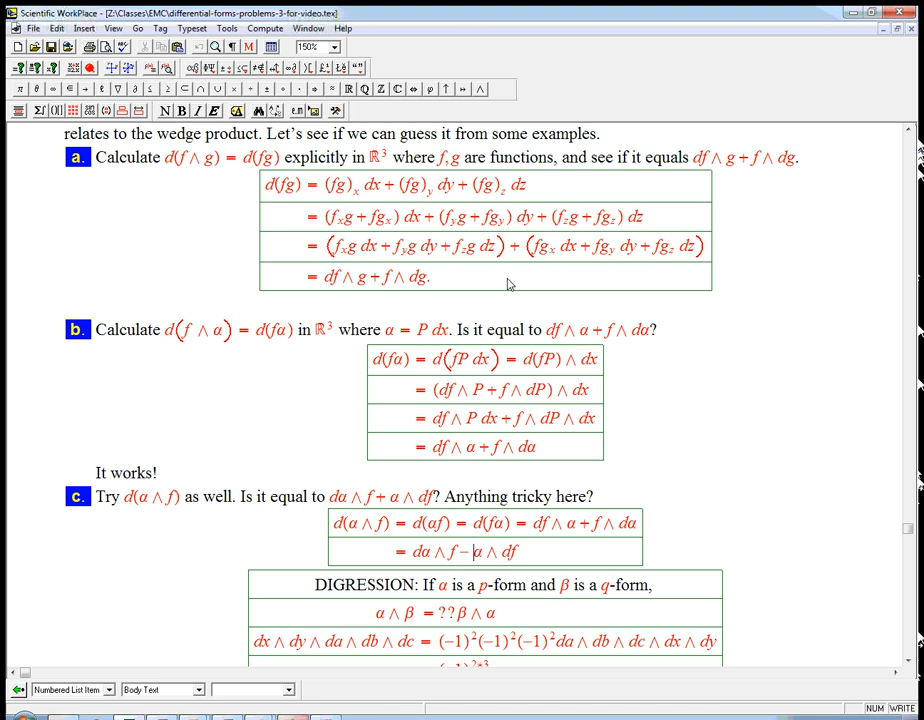 Scientific WorkPlace - [Z:\Classes\EMC\differential-forms-problems-3-for-video.tex]
File Edit Insert View Go Tag Typeset Tools Compute Window Help
150%
N B I E
relates to the wedge product. Let's see if we can guess it from some examples.
a. Calculate d(f ∧ g) = d(fg) explicitly in ℝ³ where f,g are functions, and see if it equals df ∧ g + f ∧ dg.
d(fg) = (fg)ₓ dx + (fg)_y dy + (fg)_z dz
= (fₓg + fgₓ) dx + (f_yg + fg_y) dy + (f_zg + fg_z) dz
= (fₓg dx + f_yg dy + f_zg dz) + (fgₓ dx + fg_y dy + fg_z dz)
= df ∧ g + f ∧ dg.
b. Calculate d(f ∧ α) = d(fα) in ℝ³ where α = P dx. Is it equal to df ∧ α + f ∧ dα?
d(fα) = d(fP dx) = d(fP) ∧ dx
= (df ∧ P + f ∧ dP) ∧ dx
= df ∧ P dx + f ∧ dP ∧ dx
= df ∧ α + f ∧ dα
It works!
c. Try d(α ∧ f) as well. Is it equal to dα ∧ f + α ∧ df? Anything tricky here?
d(α ∧ f) = d(αf) = d(fα) = df ∧ α + f ∧ dα
= dα ∧ f − α ∧ df
DIGRESSION: If α is a p-form and β is a q-form,
α ∧ β = ??β ∧ α
dx ∧ dy ∧ da ∧ db ∧ dc = (−1)²(−1)²(−1)²da ∧ db ∧ dc ∧ dx ∧ dy
Numbered List Item Body Text
NUM WRITE